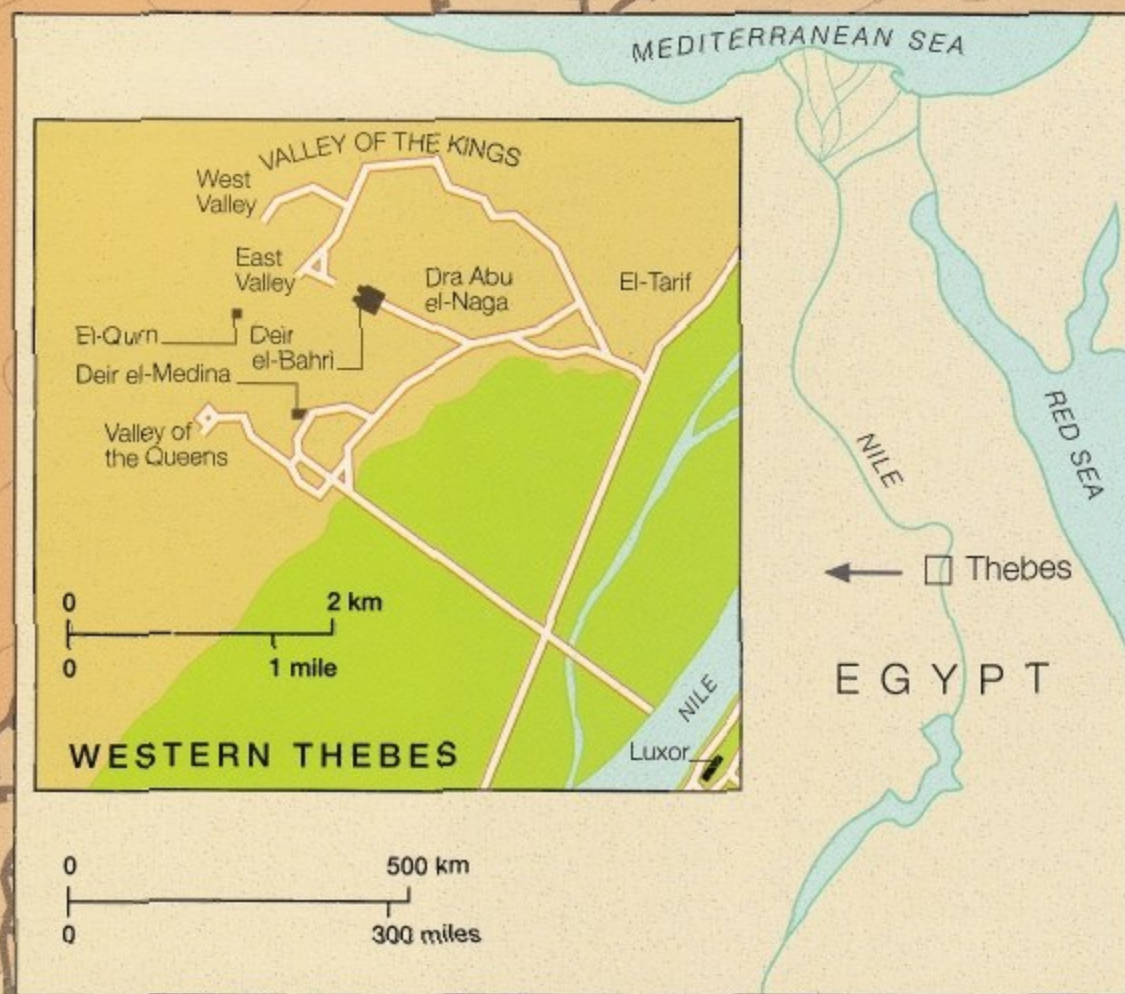 MEDITERRANEAN SEA
VALLEY OF THE KINGS
West
Valley
East
Valley
Dra Abu
el-Naga
El-Tarif
El-Qurn
Deir
el-Bahri
Deir el-Medina
Valley of
the Queens
RED SEA
NILE
Thebes
0 2 km
0 1 mile
EGYPT
NILE
Luxor
WESTERN THEBES
0 500 km
0 300 miles